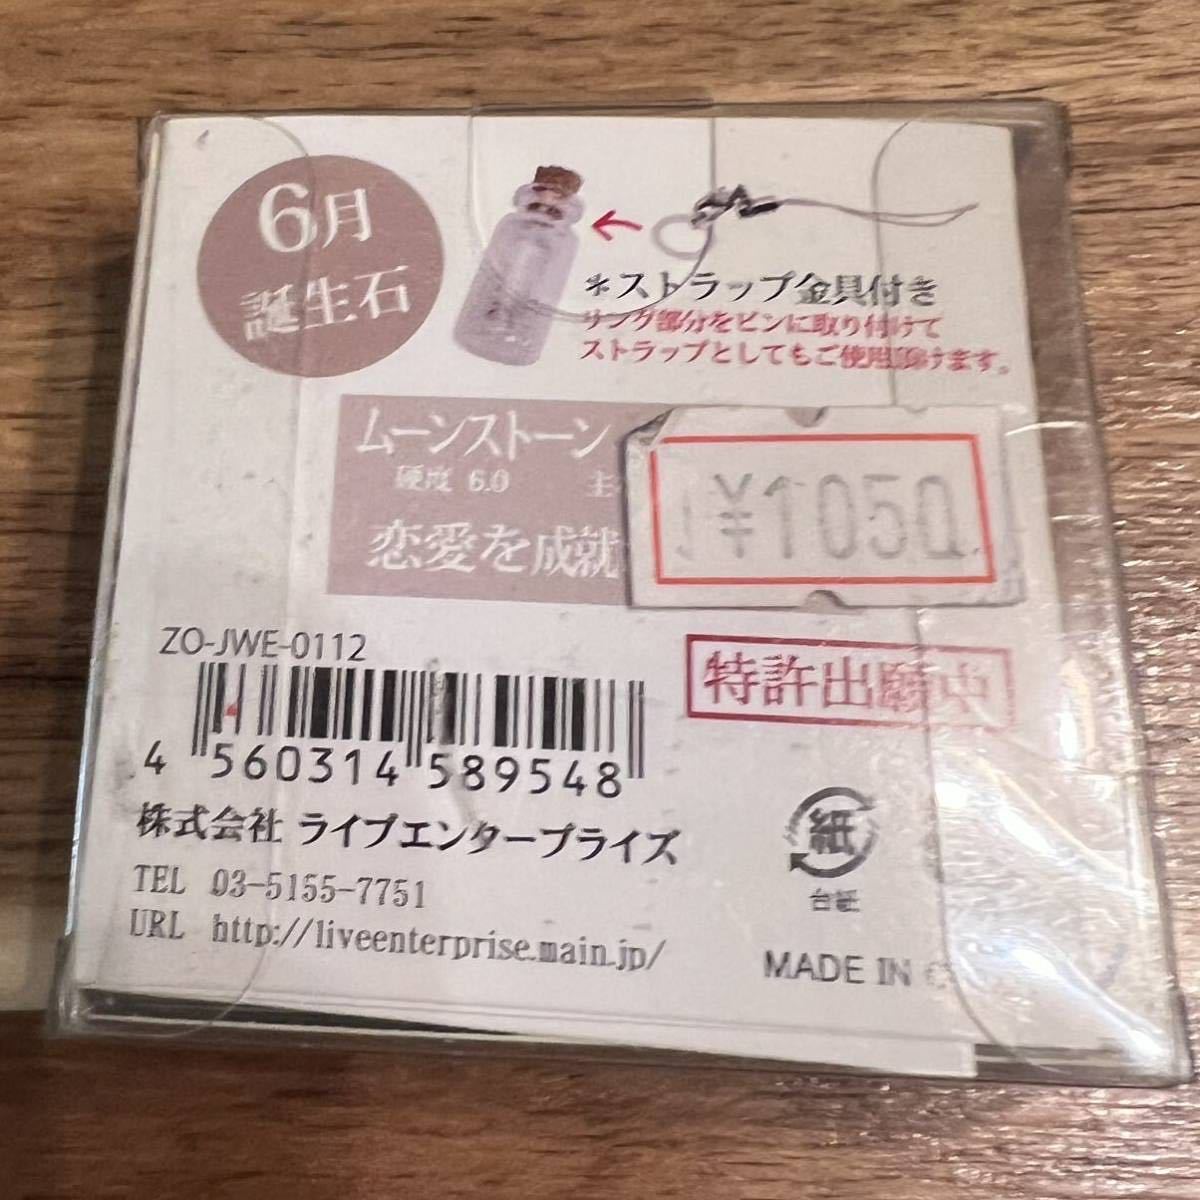 6月
誕生石
*ストラップ金具付き
リング部分をビンに取り付けて
ストラップとしてもご使用頂けます。
ムーンストーン
硬度 6.0 主
恋愛を成就
¥1050
ZO-JWE-0112
特許出願中
4 560314 589548
株式会社 ライブエンタープライズ
TEL 03-5155-7751
URL http://liveenterprise.main.jp/
紙
台紙
MADE IN